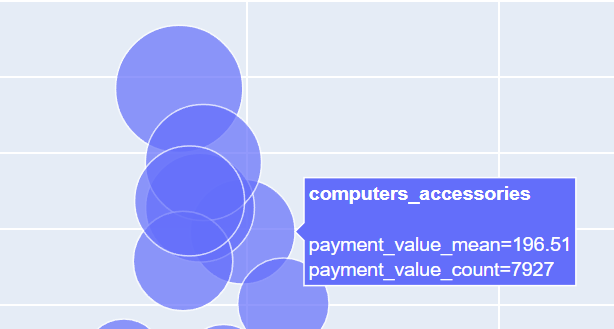 computers_accessories
payment_value_mean=196.51
payment_value_count=7927